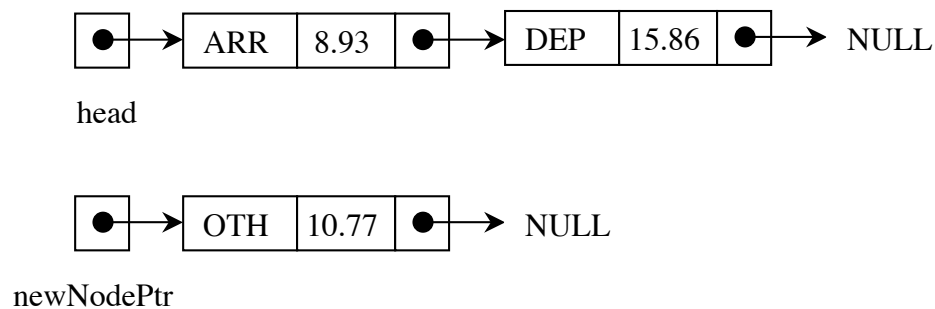 ARR 8.93 DEP 15.86 NULL
head
OTH 10.77 NULL
newNodePtr